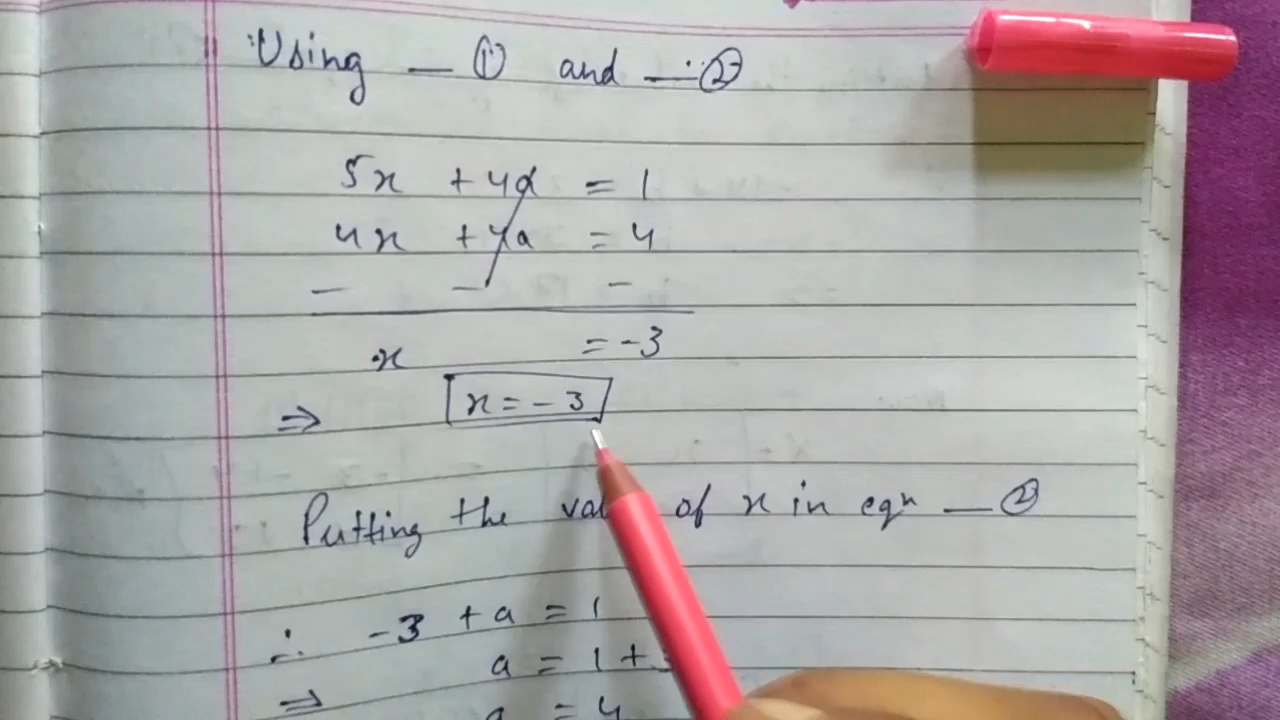 Using — ① and — ②
5x + 4a = 1
4x + 4a = 4
— — —
x = -3
⇒ x = - 3
Putting the of x in eqn — ②
∴ -3 + a = 1
⇒ a = 1 +
a = 4